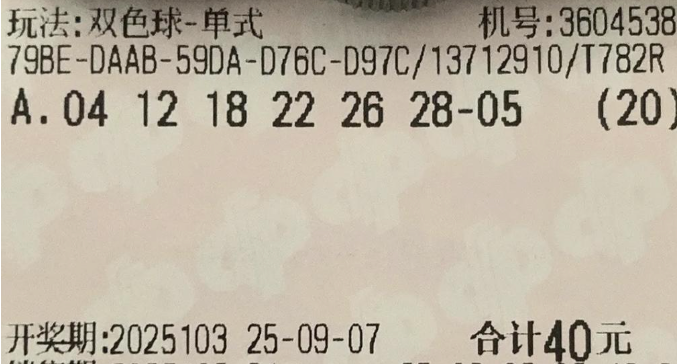 玩法:双色球-单式 机号:3604538
79BE-DAAB-59DA-D76C-D97C/13712910/T782R
A. 04 12 18 22 26 28-05 (20)
开奖期:2025103 25-09-07 合计40元